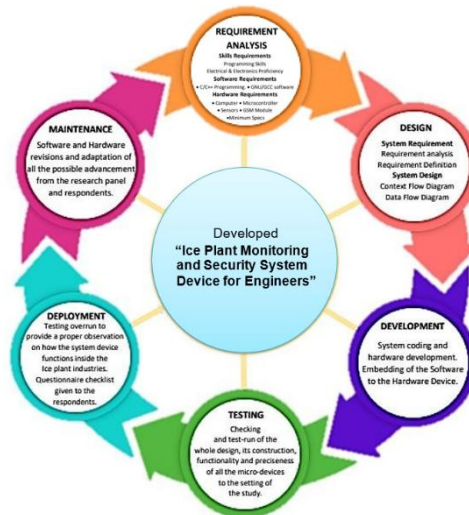 REQUIREMENT
ANALYSIS
Skills Requirements
Programming Skills
Electrical & Electronics Proficiency
Software Requirements
• C/C++ Programming. • GNU/GCC software
Hardware Requirements
• Computer • Microcontroller
• Sensors • GSM Module
•Minimum Specs
DESIGN
System Requirement
Requirement analysis
Requirement Definition
System Design
Context Flow Diagram
Data Flow Diagram
DEVELOPMENT
System coding and
hardware development.
Embedding of the Software
to the Hardware Device.
TESTING
Checking
and test-run of the
whole design, its construction,
functionality and preciseness
of all the micro-devices
to the setting of
the study.
DEPLOYMENT
Testing overrun to
provide a proper observation
on how the system device
functions inside the
Ice plant industries.
Questionnaire checklist
given to the
respondents.
MAINTENANCE
Software and Hardware
revisions and adaptation of
all the possible advancement
from the research panel
and respondents.
Developed
“Ice Plant Monitoring
and Security System
Device for Engineers”